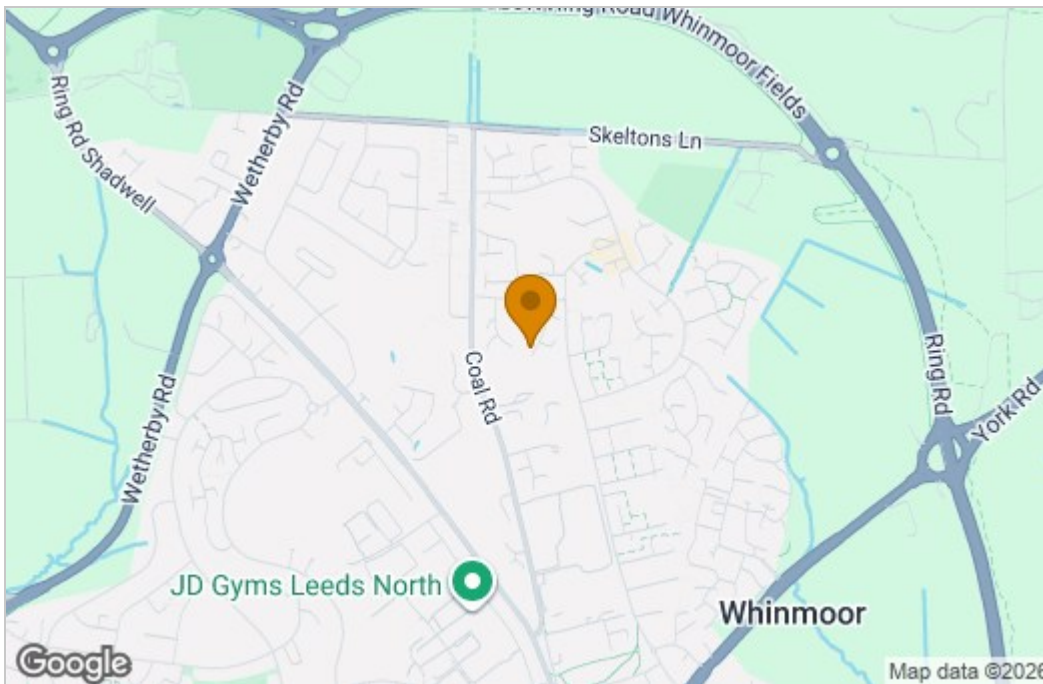 Ring Road Whinmoor Fields
Ring Rd Shadwell
Wetherby Rd
Skeltons Ln
Coal Rd
Ring Rd
York Rd
Wetherby Rd
JD Gyms Leeds North
Whinmoor
Google
Map data ©2026